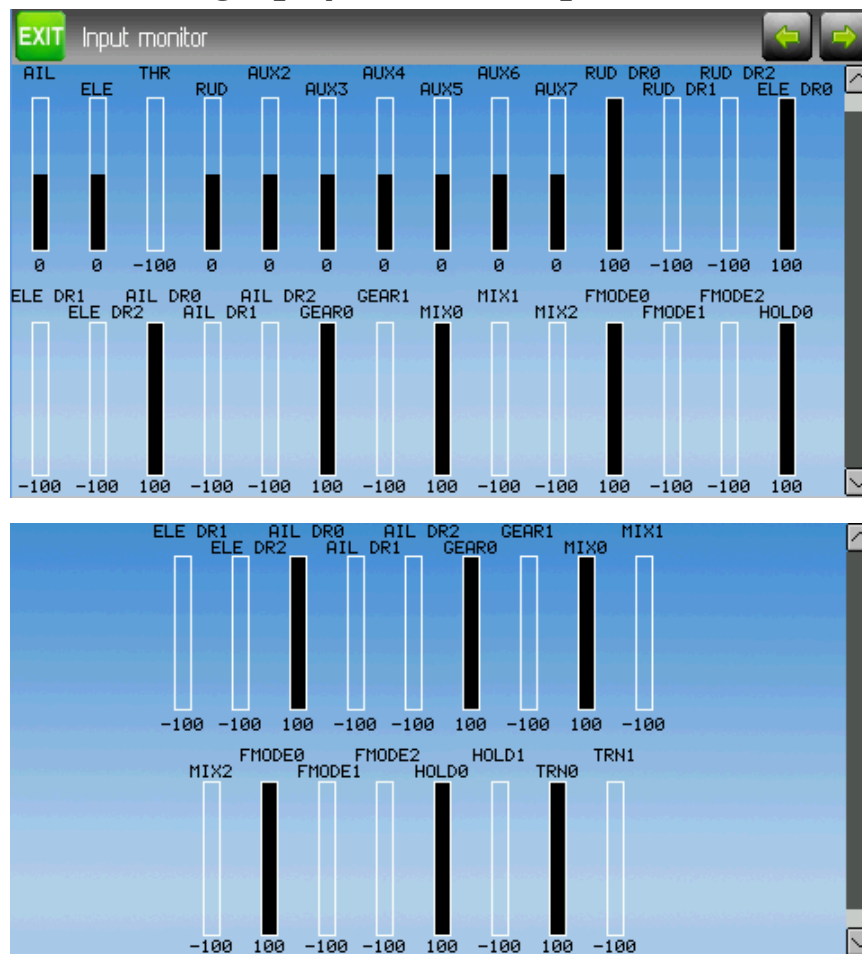 EXIT Input monitor
AIL THR AUX2 AUX4 AUX6 RUD DR0 RUD DR2
ELE RUD AUX3 AUX5 AUX7 RUD DR1 ELE DR0
0 0 -100 0 0 0 0 0 0 0 100 -100 -100 100
ELE DR1 AIL DR0 AIL DR2 GEAR1 MIX1 FMODE0 FMODE2
ELE DR2 AIL DR1 GEAR0 MIX0 MIX2 FMODE1 HOLD0
-100 -100 100 -100 -100 100 -100 100 -100 -100 100 -100 -100 100
ELE DR1 AIL DR0 AIL DR2 GEAR1 MIX1
ELE DR2 AIL DR1 GEAR0 MIX0
-100 -100 100 -100 -100 100 -100 100 -100
FMODE0 FMODE2 HOLD1 TRN1
MIX2 FMODE1 HOLD0 TRN0
-100 100 -100 -100 100 -100 100 -100